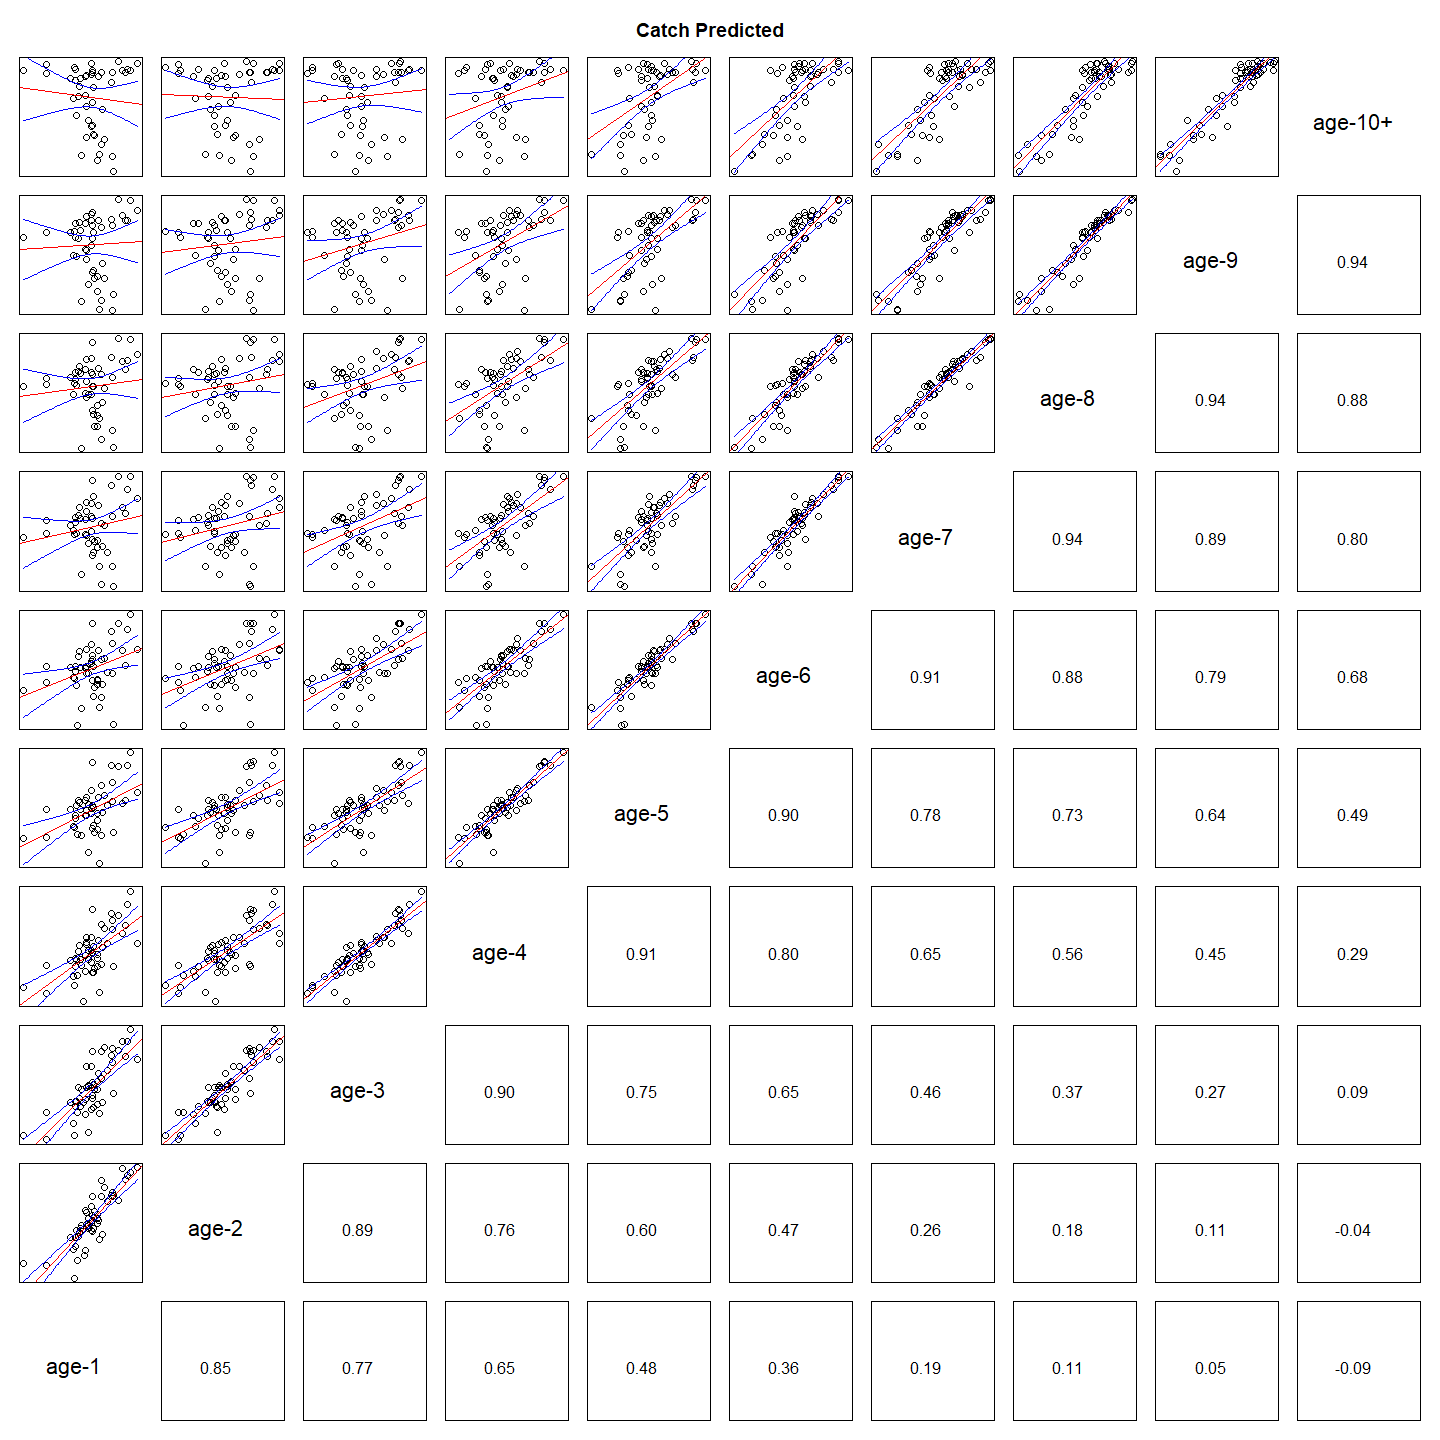 Catch Predicted
age-10+
age-9 0.94
age-8 0.94 0.88
age-7 0.94 0.89 0.80
age-6 0.91 0.88 0.79 0.68
age-5 0.90 0.78 0.73 0.64 0.49
age-4 0.91 0.80 0.65 0.56 0.45 0.29
age-3 0.90 0.75 0.65 0.46 0.37 0.27 0.09
age-2 0.89 0.76 0.60 0.47 0.26 0.18 0.11 -0.04
age-1 0.85 0.77 0.65 0.48 0.36 0.19 0.11 0.05 -0.09